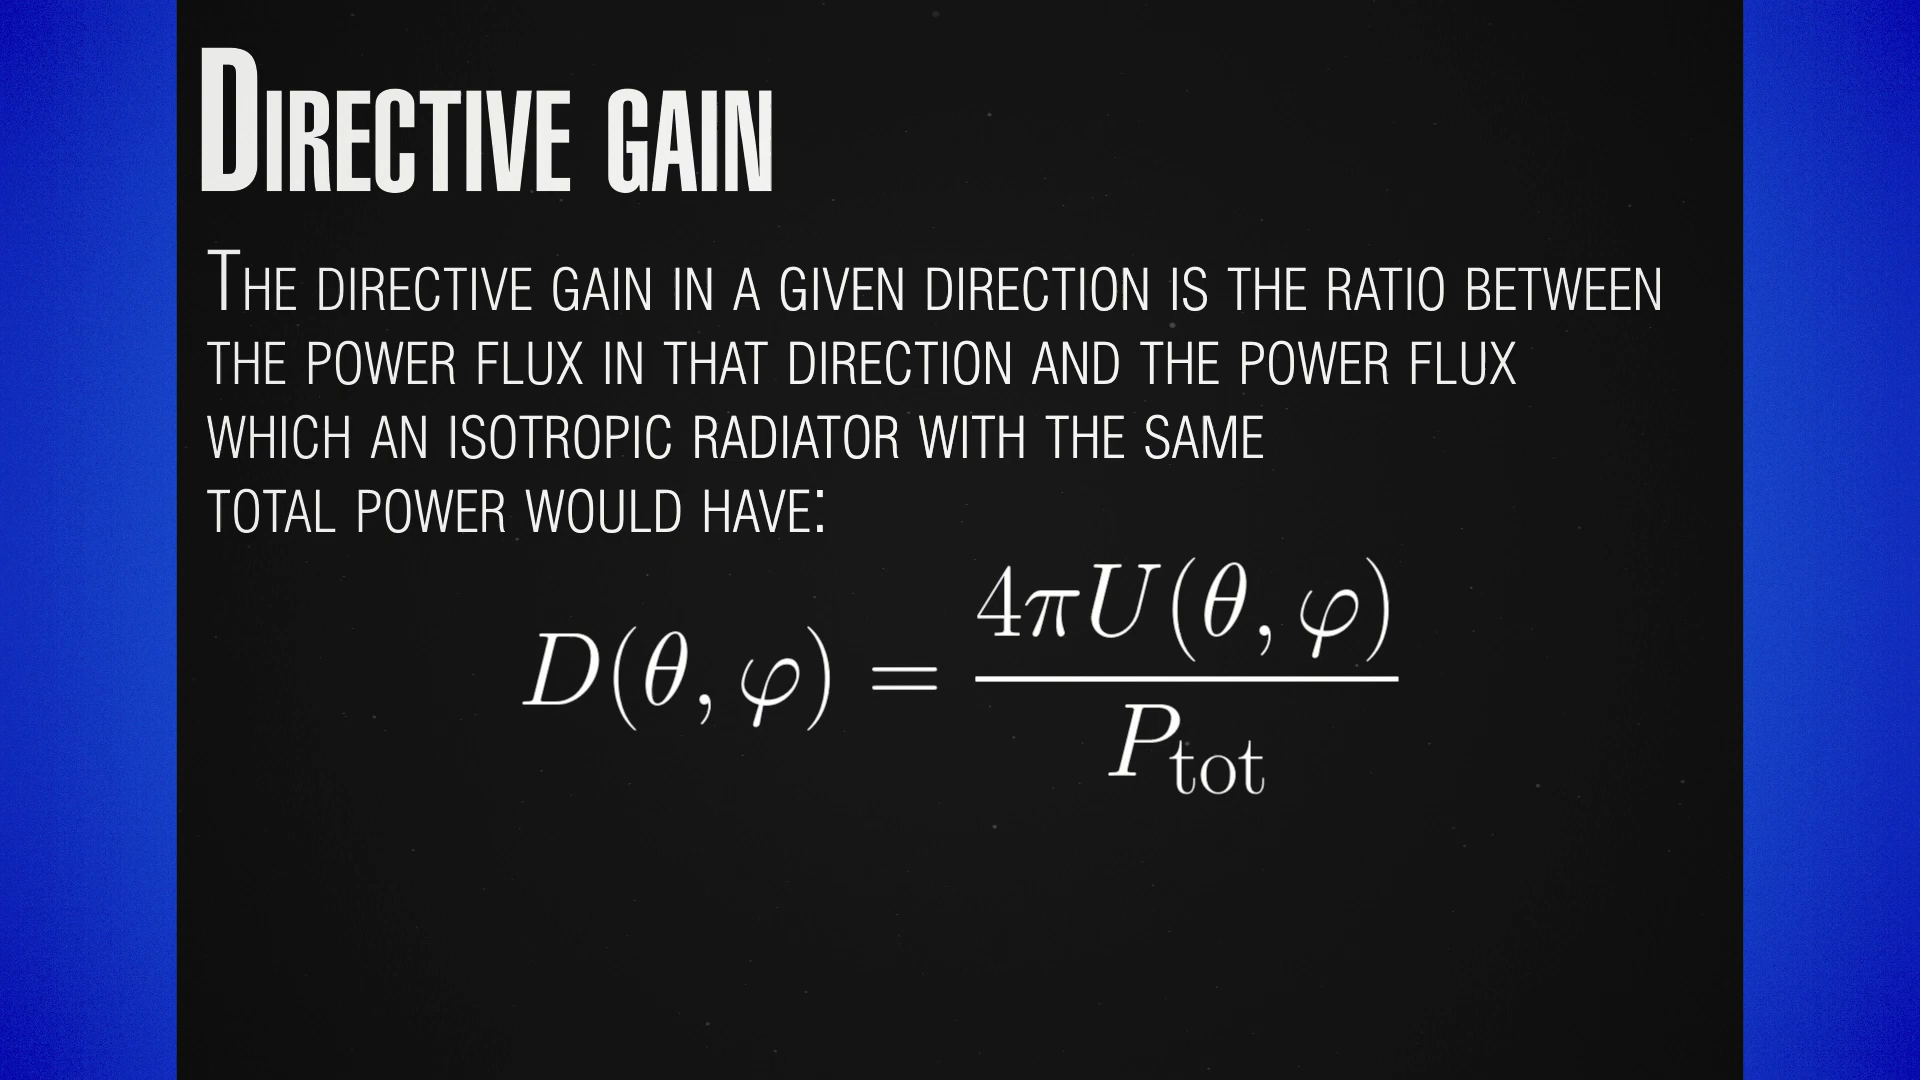 Directive gain
The directive gain in a given direction is the ratio between
the power flux in that direction and the power flux
which an isotropic radiator with the same
total power would have:
D(θ, φ) = 4πU(θ, φ) / P_tot